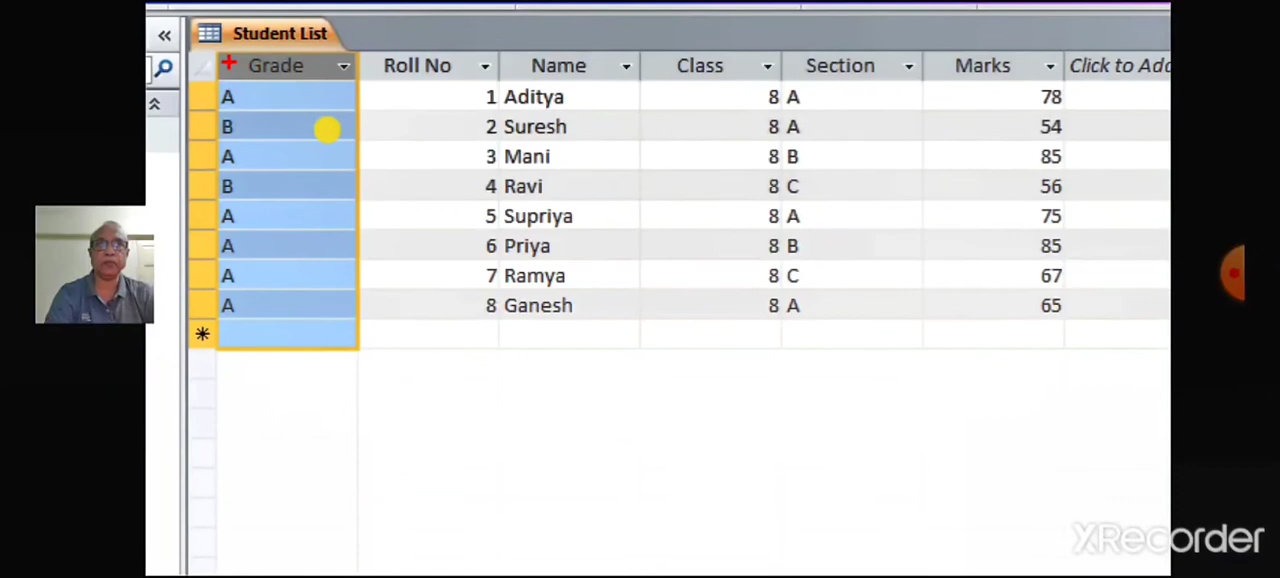 Student List
Grade Roll No Name Class Section Marks Click to Add
A 1 Aditya 8 A 78
B 2 Suresh 8 A 54
A 3 Mani 8 B 85
B 4 Ravi 8 C 56
A 5 Supriya 8 A 75
A 6 Priya 8 B 85
A 7 Ramya 8 C 67
A 8 Ganesh 8 A 65
XRecorder